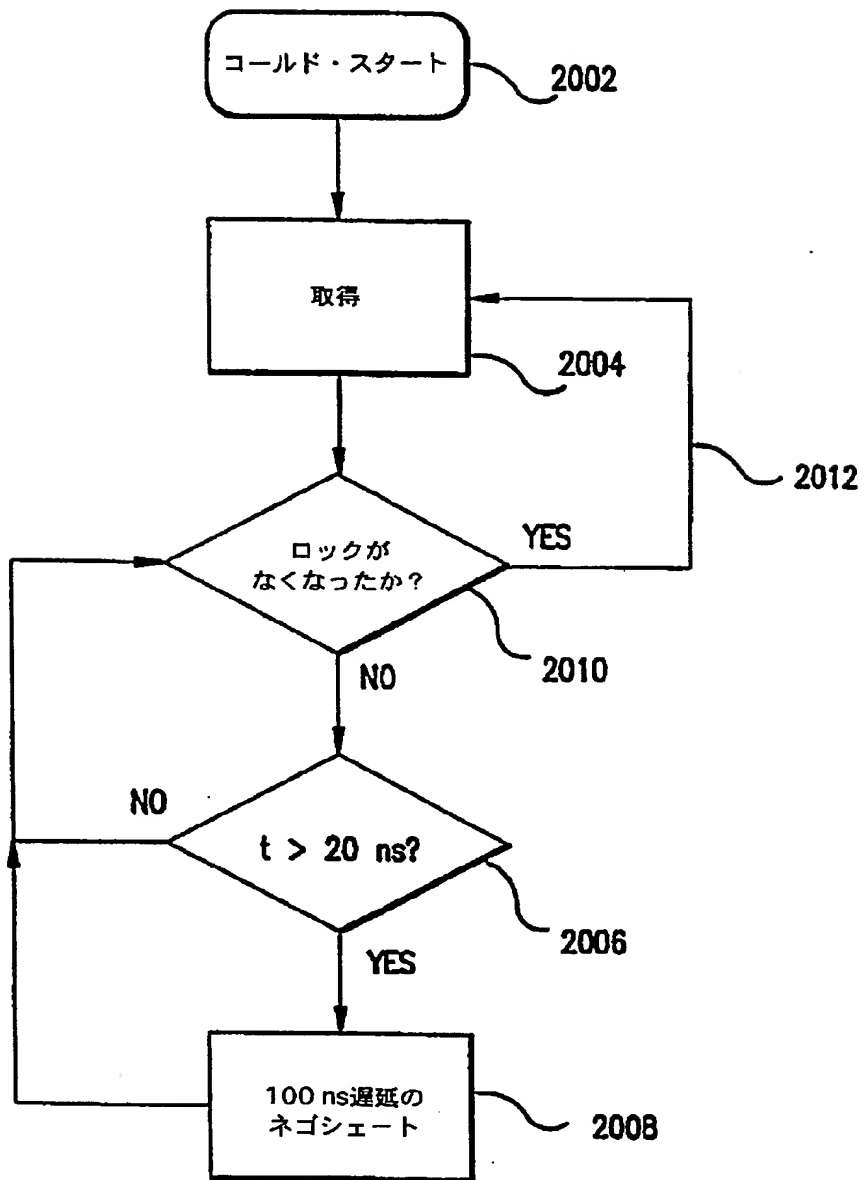 コールド・スタート
2002
取得
2004
2012
ロックが
なくなったか？
YES
2010
NO
NO
t > 20 ns?
2006
YES
100 ns遅延の
ネゴシェート
2008